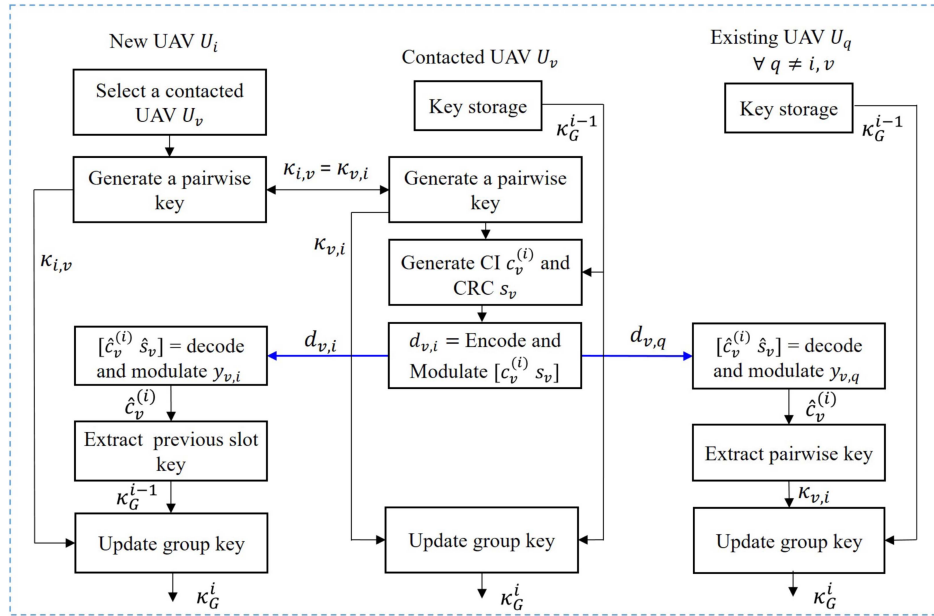 New UAV U_i
Select a contacted
UAV U_v
Generate a pairwise
key
κ_{i,v}
κ_{i,v} = κ_{v,i}
[ĉ_v^{(i)} ŝ_v] = decode
and modulate y_{v,i}
ĉ_v^{(i)}
Extract previous slot
key
κ_G^{i−1}
Update group key
κ_G^i
Contacted UAV U_v
Key storage
κ_G^{i−1}
Generate a pairwise
key
κ_{v,i}
Generate CI c_v^{(i)} and
CRC s_v
d_{v,i}
d_{v,i} = Encode and
Modulate [c_v^{(i)} s_v]
d_{v,q}
Update group key
κ_G^i
Existing UAV U_q
∀ q ≠ i, v
Key storage
κ_G^{i−1}
[ĉ_v^{(i)} ŝ_v] = decode
and modulate y_{v,q}
ĉ_v^{(i)}
Extract pairwise key
κ_{v,i}
Update group key
κ_G^i